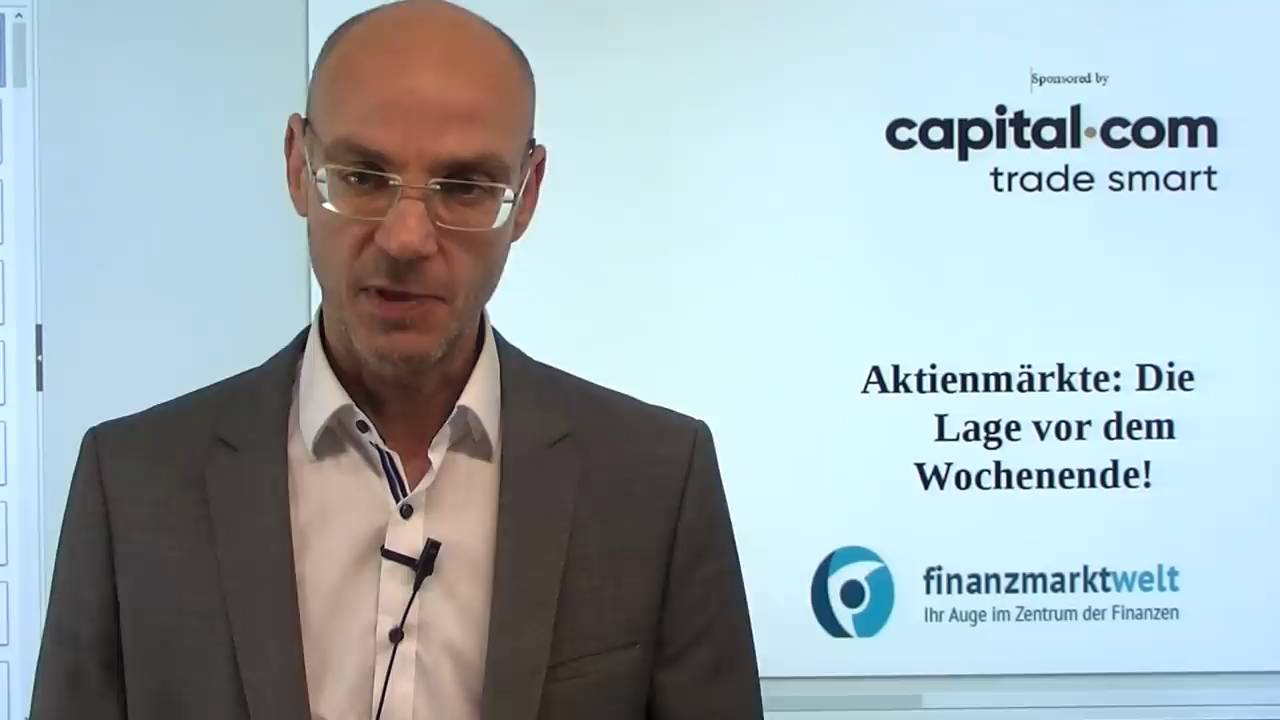 Sponsored by
capital•com
trade smart
Aktienmärkte: Die
Lage vor dem
Wochenende!
finanzmarktwelt
Ihr Auge im Zentrum der Finanzen